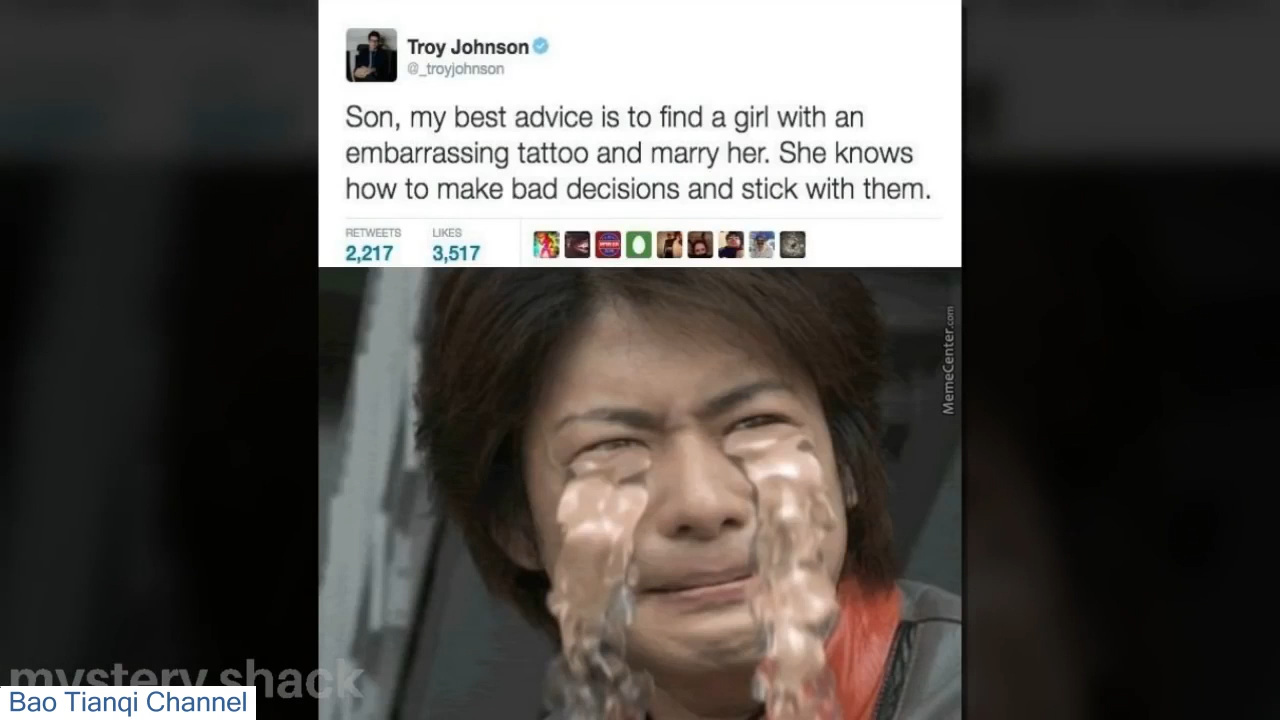 Troy Johnson
@_troyjohnson
Son, my best advice is to find a girl with an
embarrassing tattoo and marry her. She knows
how to make bad decisions and stick with them.
RETWEETS LIKES
2,217 3,517
MemeCenter.com
mystery shack
Bao Tianqi Channel